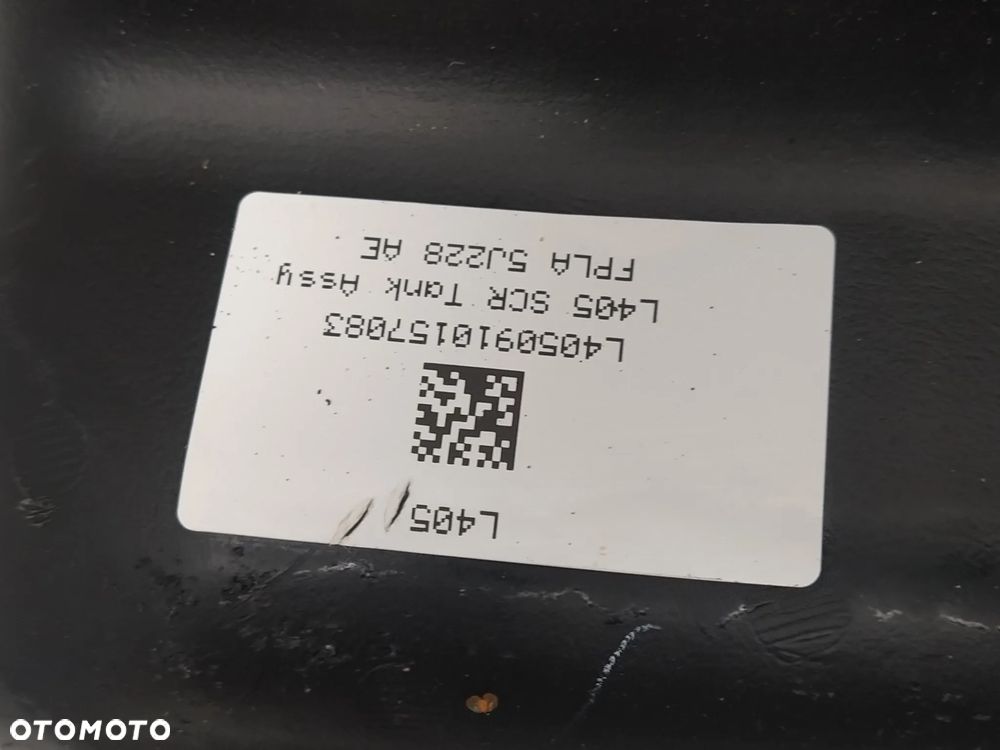 L405
L4050910157083
L405 SCR Tank Assy
FPLA 5J228 AE
OTOMOTO